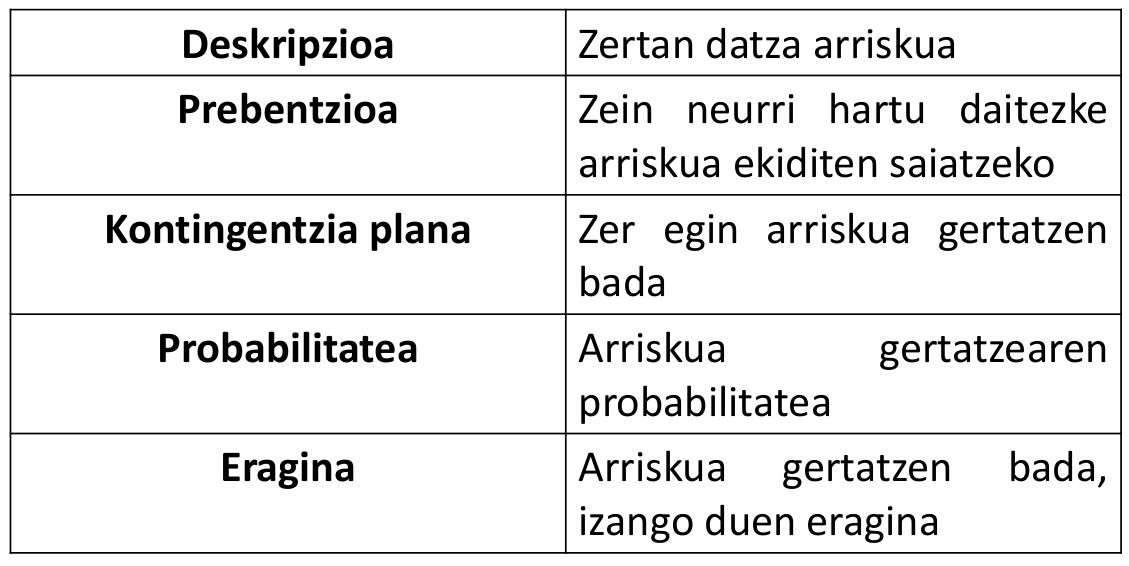 Deskripzioa
Zertan datza arriskua
Prebentzioa
Zein neurri hartu daitezke
arriskua ekiditen saiatzeko
Kontingentzia plana
Zer egin arriskua gertatzen
bada
Probabilitatea
Arriskua gertatzearen
probabilitatea
Eragina
Arriskua gertatzen bada,
izango duen eragina